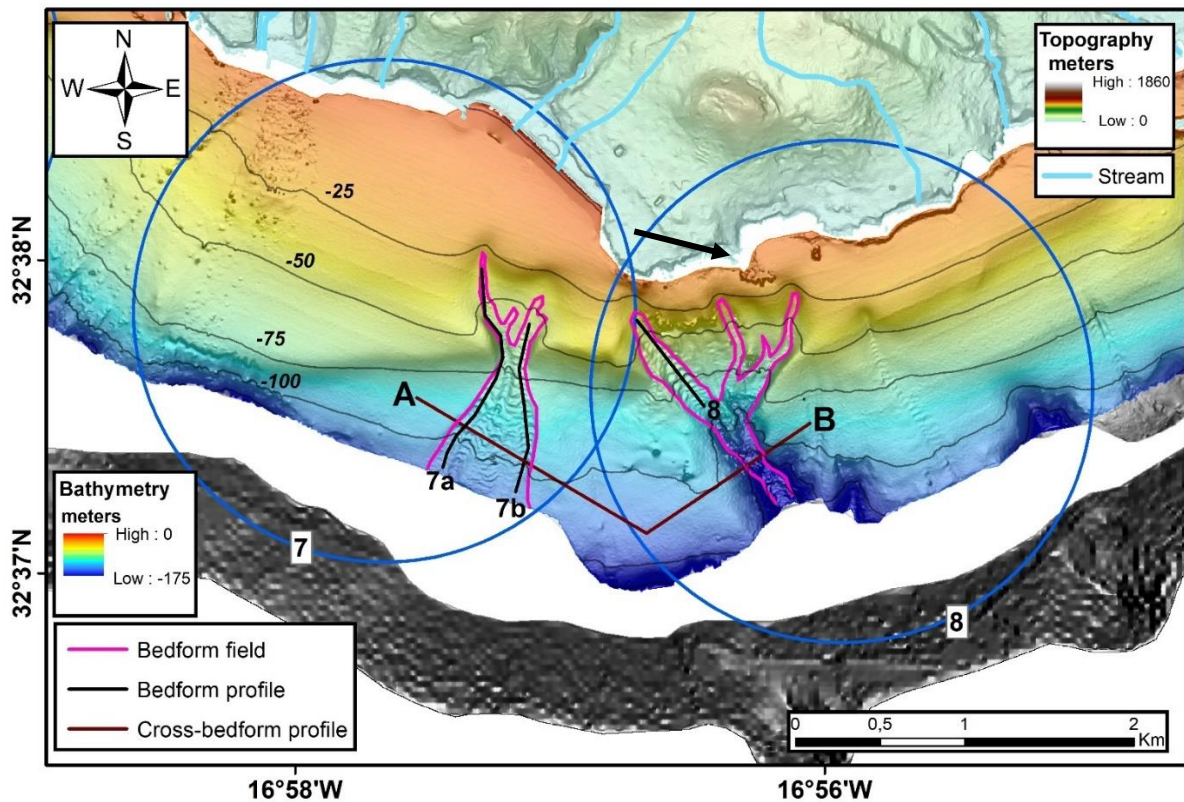 N
W E
S
Topography
meters
High : 1860
Low : 0
Stream
-25
-50
-75
-100
32°38'N
32°37'N
A
B
8
7a
7b
7
8
Bathymetry
meters
High : 0
Low : -175
Bedform field
Bedform profile
Cross-bedform profile
0 0,5 1 2
Km
16°58'W
16°56'W